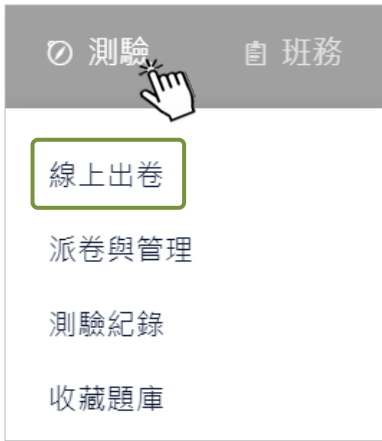 測驗 班務
線上出卷
派卷與管理
測驗紀錄
收藏題庫